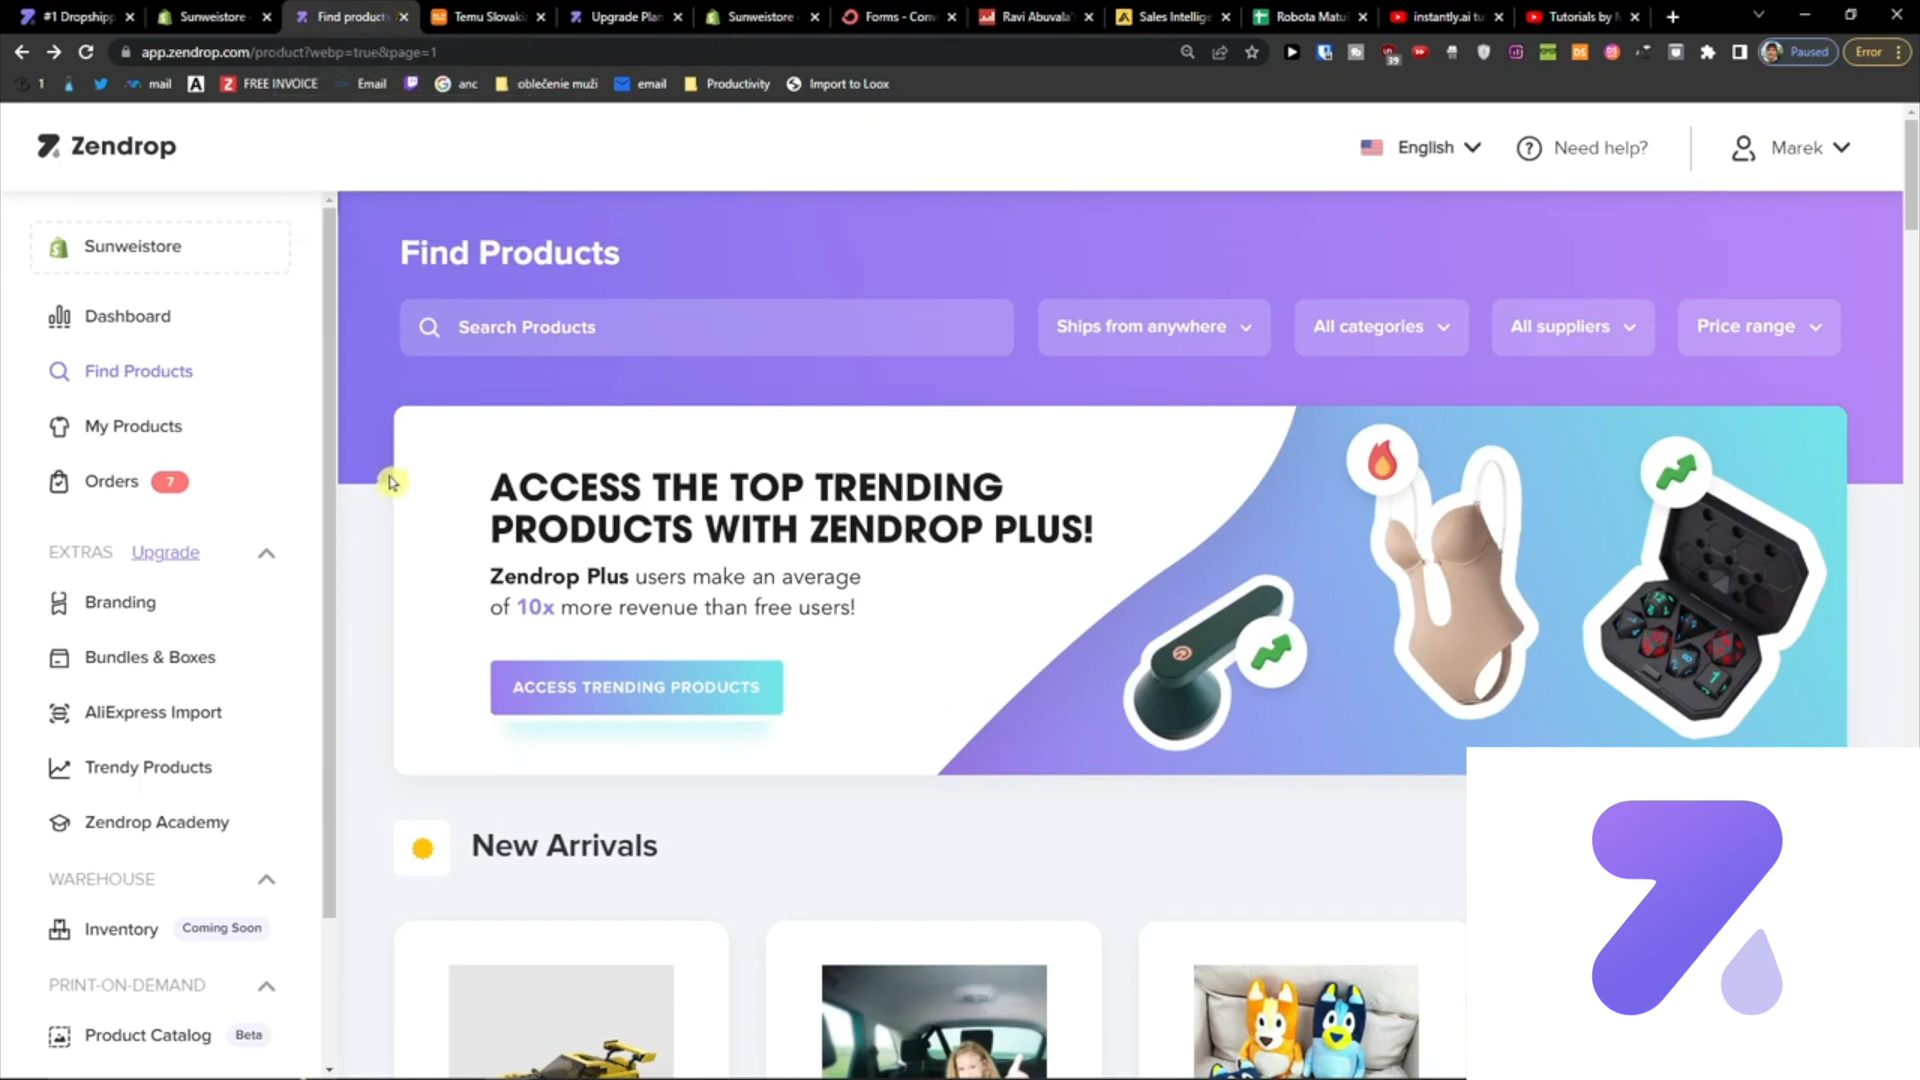 #1 Dropshipp
Sunweistore
Find product
Temu Slovaki
Upgrade Plan
Sunweistore
Forms - Conv
Ravi Abuvala'
Sales Intellige
Robota Matu
instantly.ai tu
Tutorials by
app.zendrop.com/product?webp=true&page=1
39
Paused
Error
1
mail
FREE INVOICE
Email
anc
oblečenie muži
email
Productivity
Import to Loox
Zendrop
English
Need help?
Marek
Sunweistore
Dashboard
Find Products
My Products
Orders 7
EXTRAS Upgrade
Branding
Bundles & Boxes
AliExpress Import
Trendy Products
Zendrop Academy
WAREHOUSE
Inventory Coming Soon
PRINT-ON-DEMAND
Product Catalog Beta
Find Products
Search Products
Ships from anywhere
All categories
All suppliers
Price range
ACCESS THE TOP TRENDING
PRODUCTS WITH ZENDROP PLUS!
Zendrop Plus users make an average
of 10x more revenue than free users!
ACCESS TRENDING PRODUCTS
New Arrivals